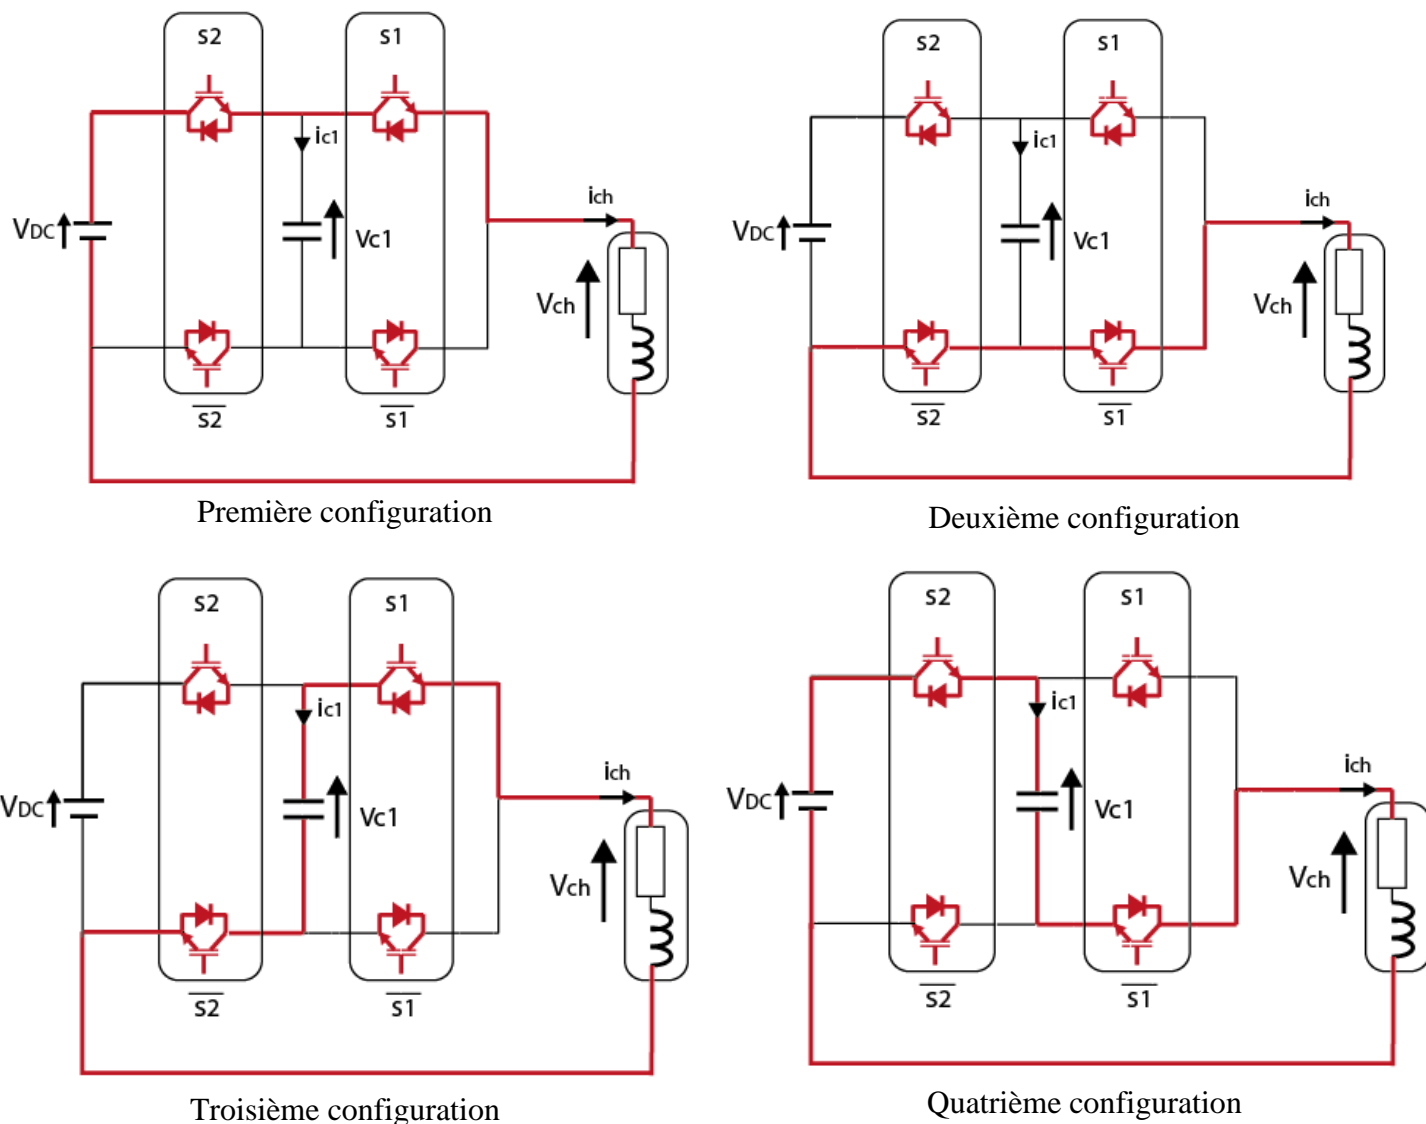 s2 s1
ic1
ich
VDC Vc1
Vch
s2 s1
Première configuration
s2 s1
ic1
ich
VDC Vc1
Vch
s2 s1
Deuxième configuration
s2 s1
ic1
ich
VDC Vc1
Vch
s2 s1
Troisième configuration
s2 s1
ic1
ich
VDC Vc1
Vch
s2 s1
Quatrième configuration